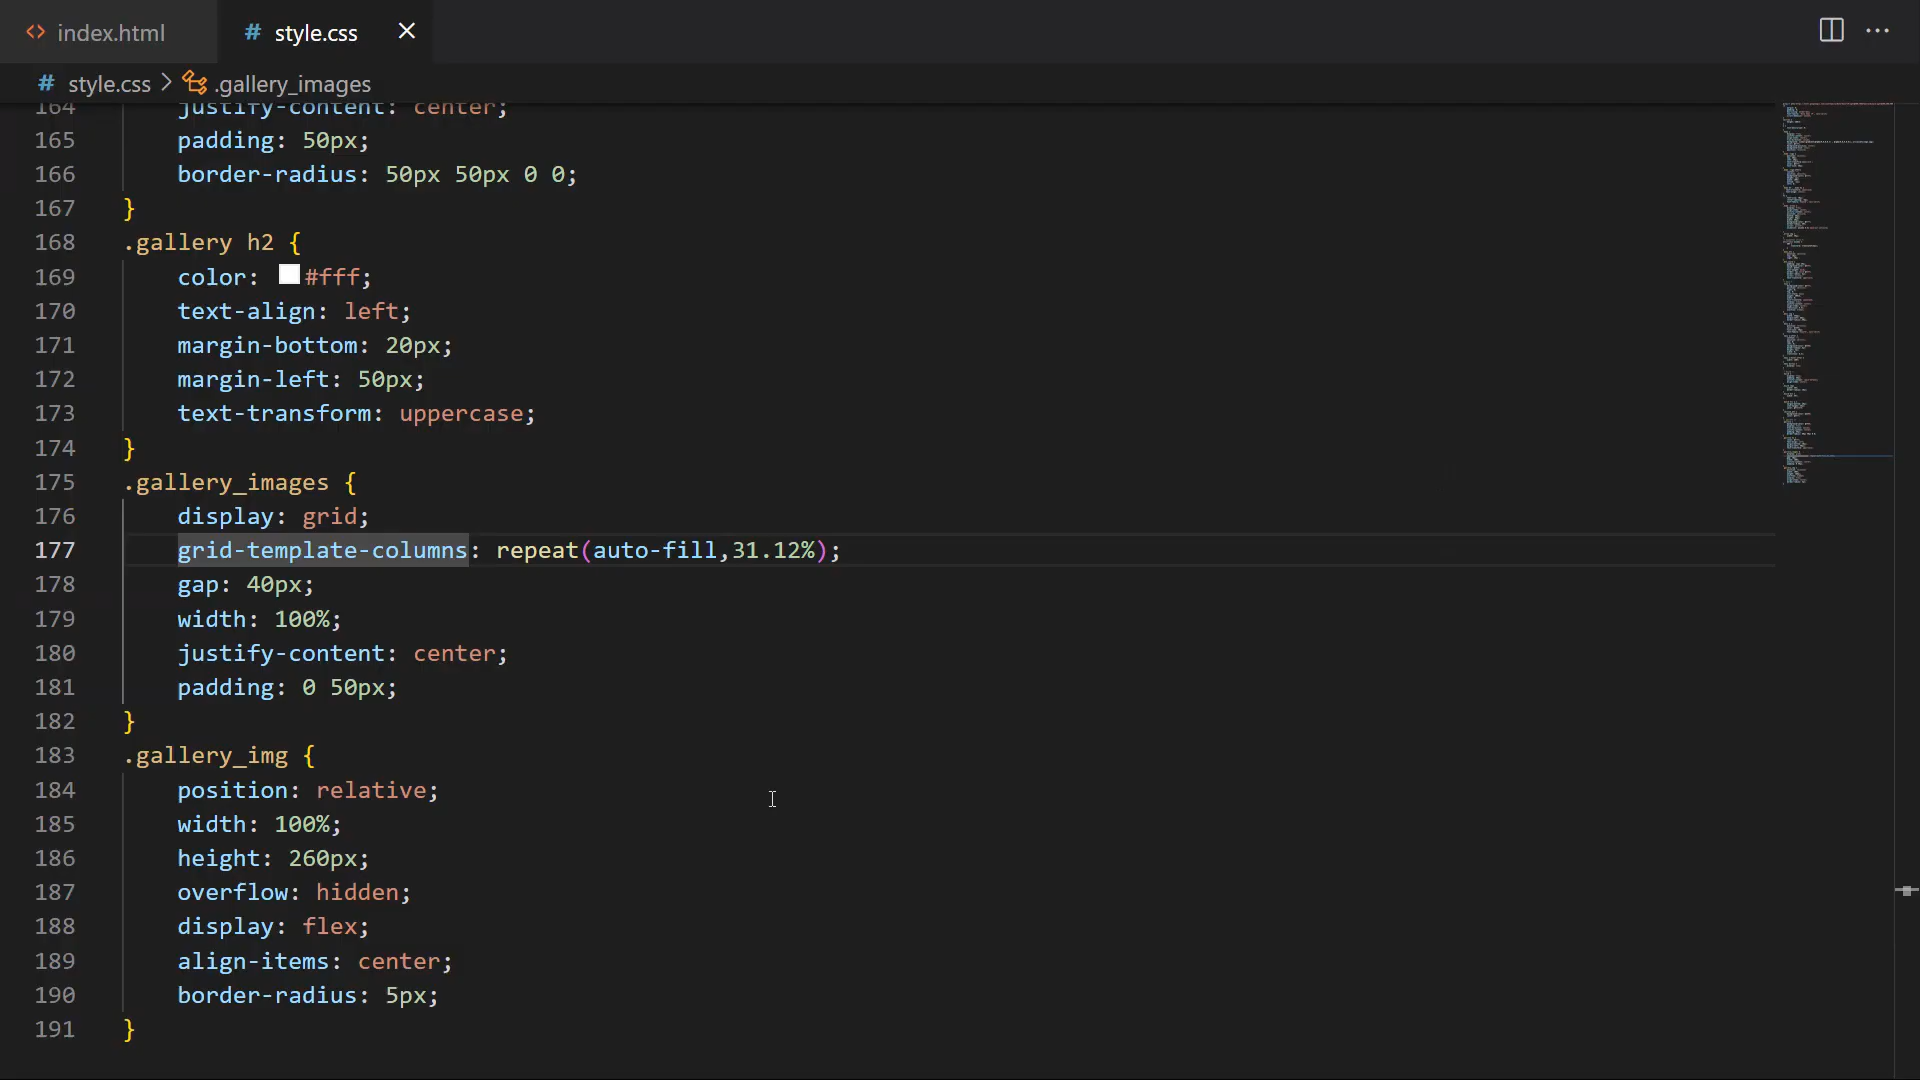 index.html
style.css
style.css > .gallery_images
164 justify-content: center;
165 padding: 50px;
166 border-radius: 50px 50px 0 0;
167 }
168 .gallery h2 {
169 color: #fff;
170 text-align: left;
171 margin-bottom: 20px;
172 margin-left: 50px;
173 text-transform: uppercase;
174 }
175 .gallery_images {
176 display: grid;
177 grid-template-columns: repeat(auto-fill,31.12%);
178 gap: 40px;
179 width: 100%;
180 justify-content: center;
181 padding: 0 50px;
182 }
183 .gallery_img {
184 position: relative;
185 width: 100%;
186 height: 260px;
187 overflow: hidden;
188 display: flex;
189 align-items: center;
190 border-radius: 5px;
191 }